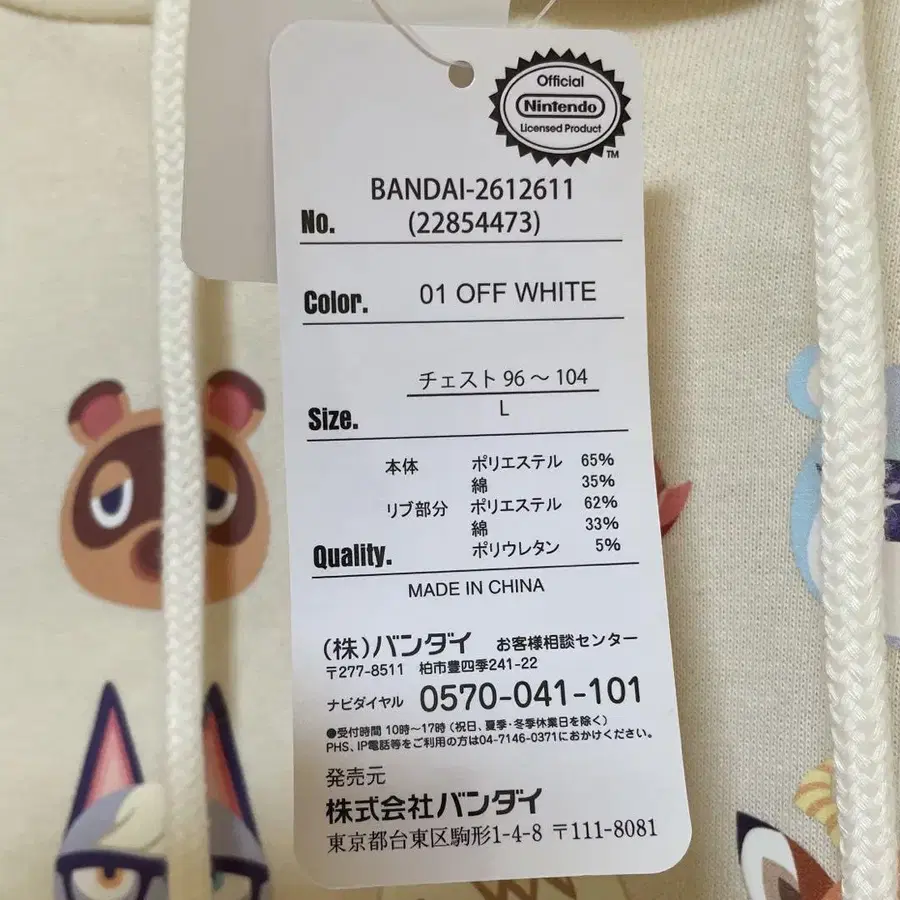 Official
Nintendo
Licensed Product
TM
BANDAI-2612611
No. (22854473)
Color. 01 OFF WHITE
チェスト 96～104
Size. L
本体 ポリエステル 65%
綿 35%
リブ部分 ポリエステル 62%
綿 33%
Quality. ポリウレタン 5%
MADE IN CHINA
(株)バンダイ お客様相談センター
〒277-8511 柏市豊四季241-22
ナビダイヤル 0570-041-101
●受付時間 10時～17時 (祝日、夏季・冬季休業日を除く)
PHS、IP電話等をご利用の方は04-7146-0371におかけください。
発売元
株式会社バンダイ
東京都台東区駒形1-4-8 〒111-8081